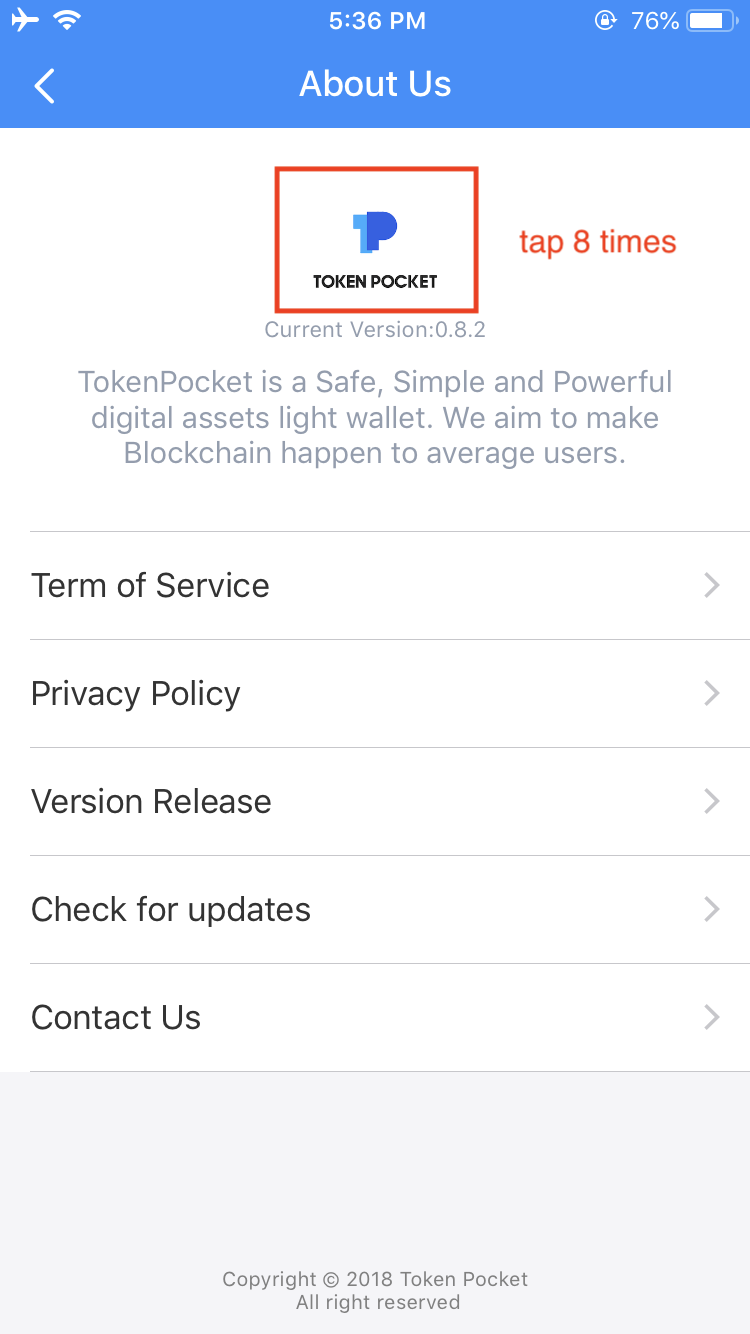 5:36 PM 76%
About Us
TOKEN POCKET
tap 8 times
Current Version:0.8.2
TokenPocket is a Safe, Simple and Powerful
digital assets light wallet. We aim to make
Blockchain happen to average users.
Term of Service
Privacy Policy
Version Release
Check for updates
Contact Us
Copyright © 2018 Token Pocket
All right reserved